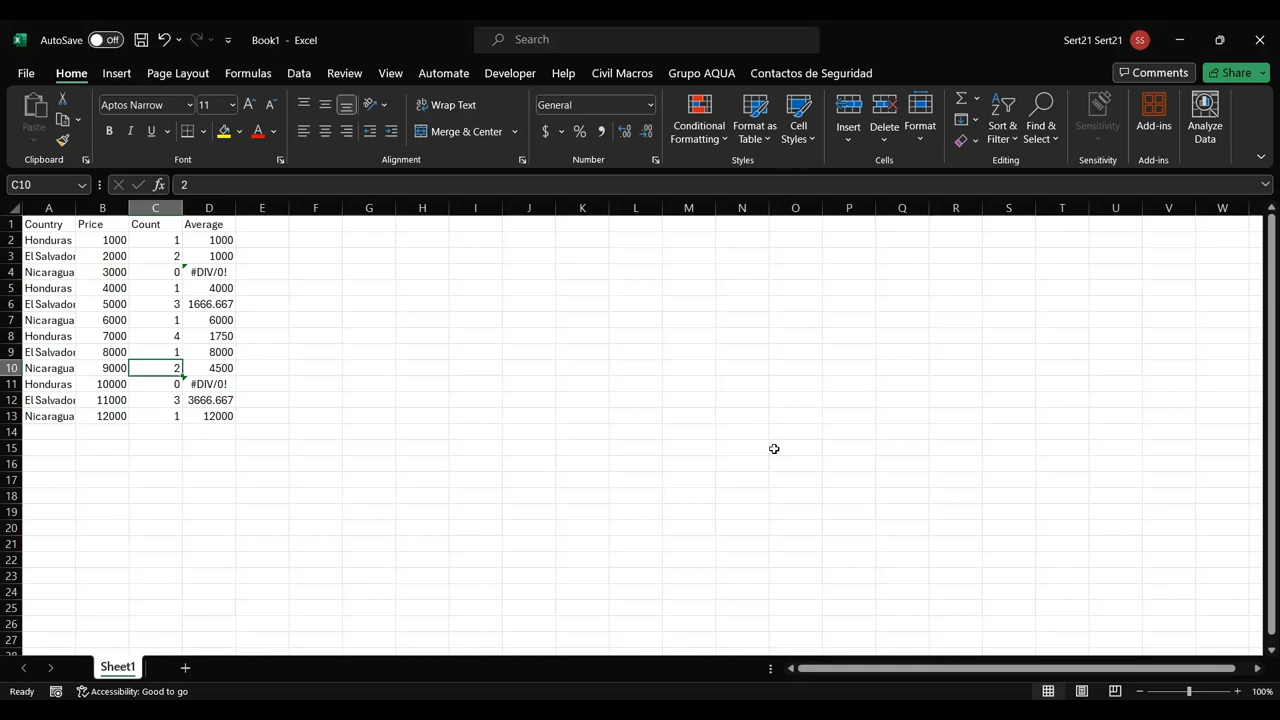 AutoSave Off Book1 - Excel Search Sert21 Sert21 SS
File Home Insert Page Layout Formulas Data Review View Automate Developer Help Civil Macros Grupo AQUA Contactos de Seguridad Comments Share
Paste Aptos Narrow 11 A A Wrap Text General Conditional Formatting Format as Table Cell Styles Insert Delete Format Sort & Filter Find & Select Sensitivity Add-ins Analyze Data
B I U A Merge & Center $ % ,
Clipboard Font Alignment Number Styles Cells Editing Sensitivity Add-ins
C10 fx 2
A B C D E F G H I J K L M N O P Q R S T U V W
1 Country Price Count Average
2 Honduras 1000 1 1000
3 El Salvador 2000 2 1000
4 Nicaragua 3000 0 #DIV/0!
5 Honduras 4000 1 4000
6 El Salvador 5000 3 1666.667
7 Nicaragua 6000 1 6000
8 Honduras 7000 4 1750
9 El Salvador 8000 1 8000
10 Nicaragua 9000 2 4500
11 Honduras 10000 0 #DIV/0!
12 El Salvador 11000 3 3666.667
13 Nicaragua 12000 1 12000
14
15
16
17
18
19
20
21
22
23
24
25
26
27
28
Sheet1
Ready Accessibility: Good to go 100%